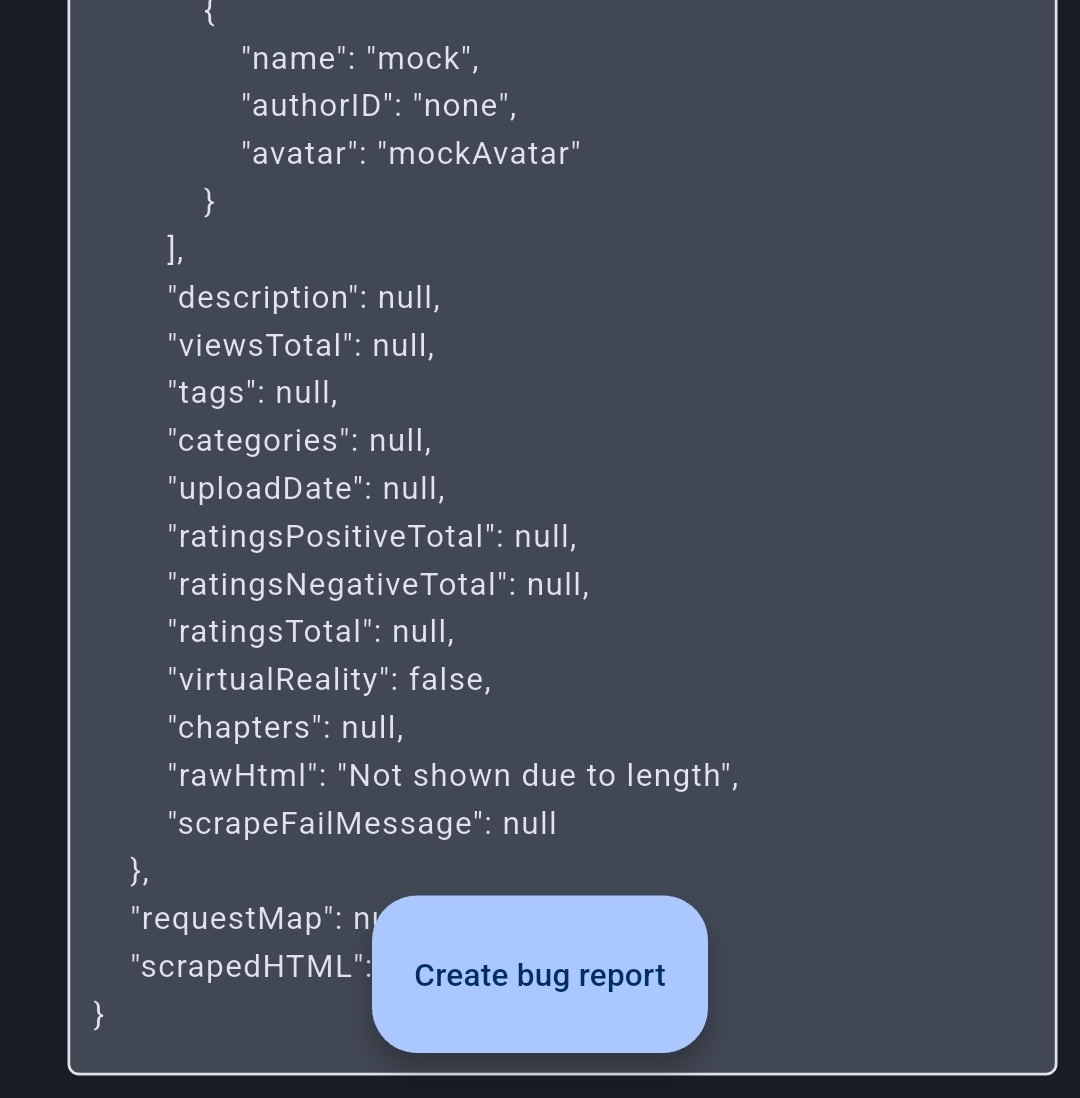 {
"name": "mock",
"authorID": "none",
"avatar": "mockAvatar"
}
],
"description": null,
"viewsTotal": null,
"tags": null,
"categories": null,
"uploadDate": null,
"ratingsPositiveTotal": null,
"ratingsNegativeTotal": null,
"ratingsTotal": null,
"virtualReality": false,
"chapters": null,
"rawHtml": "Not shown due to length",
"scrapeFailMessage": null
},
"requestMap":
"scrapedHTML":
Create bug report
}